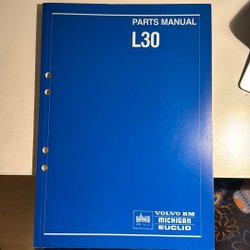 PARTS MANUAL
L30
VOLVO BM
MICHIGAN
EUCLID